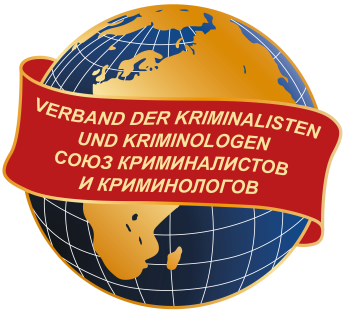 VERBAND DER KRIMINALISTEN
UND KRIMINOLOGEN
СОЮЗ КРИМИНАЛИСТОВ
И КРИМИНОЛОГОВ